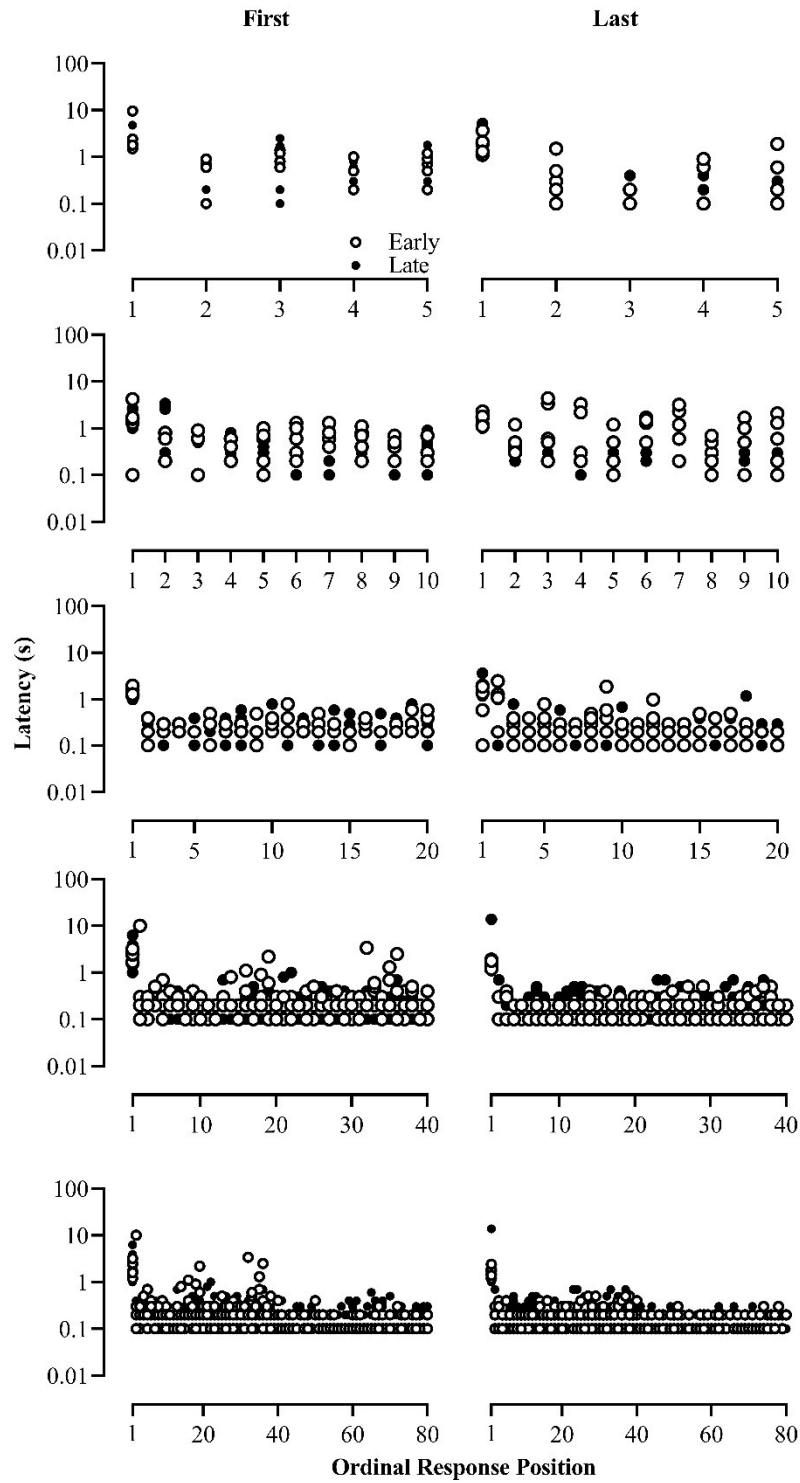 First Last
100
10
1
0.1
0.01
Early
Late
1 2 3 4 5 1 2 3 4 5
100
10
1
0.1
0.01
1 2 3 4 5 6 7 8 9 10 1 2 3 4 5 6 7 8 9 10
100
10
1
0.1
0.01
1 5 10 15 20 1 5 10 15 20
Latency (s)
100
10
1
0.1
0.01
1 10 20 30 40 1 10 20 30 40
100
10
1
0.1
0.01
1 20 40 60 80 1 20 40 60 80
Ordinal Response Position